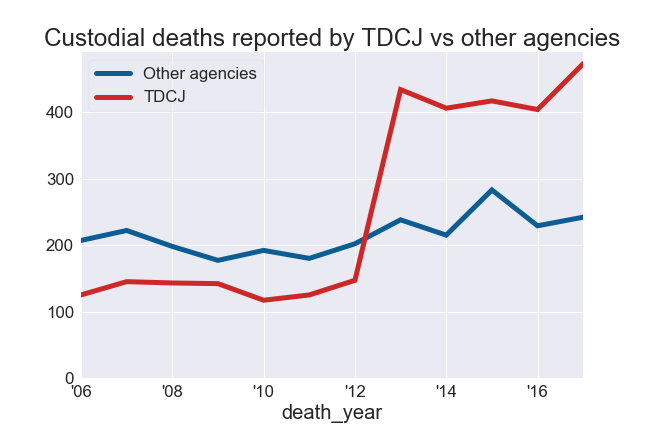 Custodial deaths reported by TDCJ vs other agencies
Other agencies
TDCJ
400
300
200
100
0
'06 '08 '10 '12 '14 '16
death_year